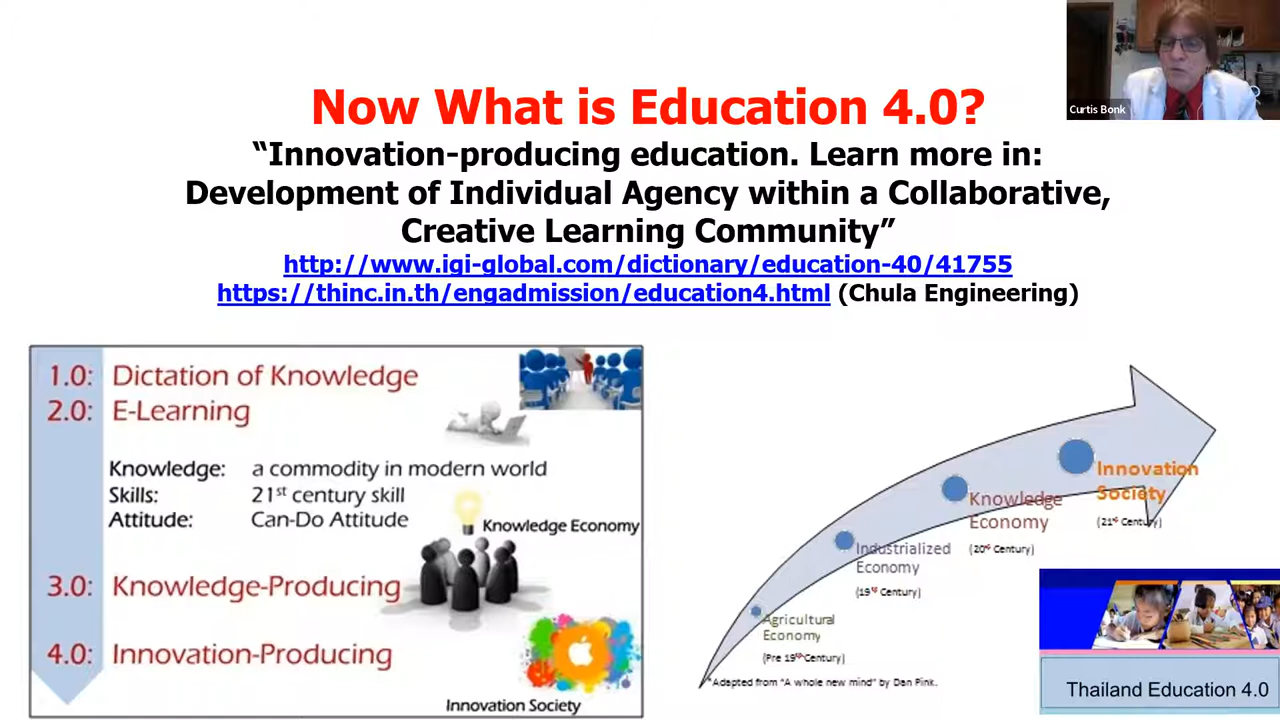 Curtis Bonk
Now What is Education 4.0?
“Innovation-producing education. Learn more in:
Development of Individual Agency within a Collaborative,
Creative Learning Community”
http://www.igi-global.com/dictionary/education-40/41755
https://thinc.in.th/engadmission/education4.html (Chula Engineering)
1.0: Dictation of Knowledge
2.0: E-Learning
Knowledge: a commodity in modern world
Skills: 21st century skill
Attitude: Can-Do Attitude
Knowledge Economy
3.0: Knowledge-Producing
4.0: Innovation-Producing
Innovation Society
Innovation
Society
(21st Century)
Knowledge
Economy
(20st Century)
Industrialized
Economy
(19st Century)
Agricultural
Economy
(Pre 19st Century)
*Adapted from “A whole new mind” by Dan Pink.
Thailand Education 4.0